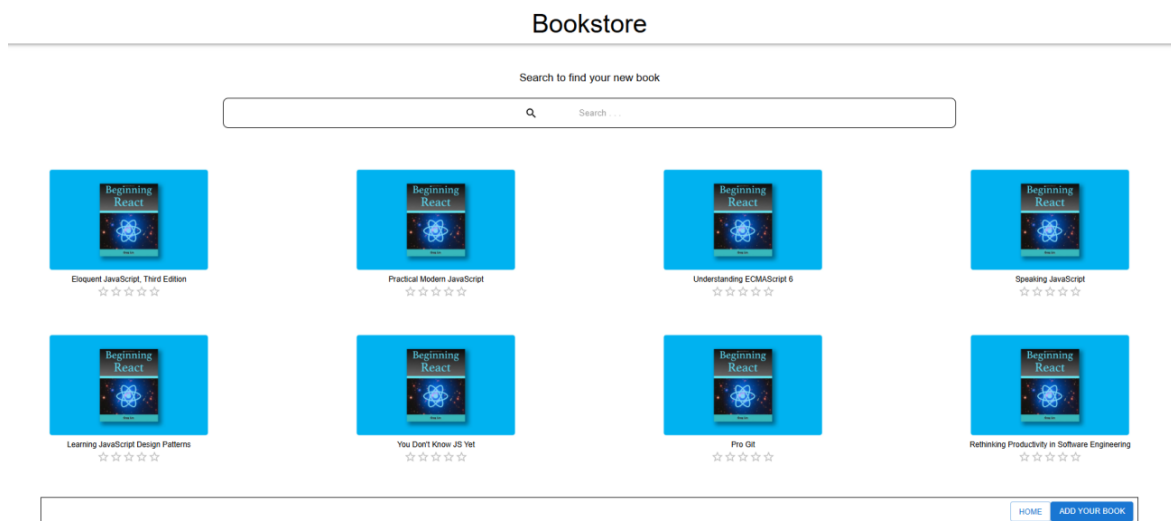 Bookstore
Search to find your new book
Search . . .
Beginning
React
Beginning
React
Beginning
React
Beginning
React
Eloquent JavaScript, Third Edition
Practical Modern JavaScript
Understanding ECMAScript 6
Speaking JavaScript
Beginning
React
Beginning
React
Beginning
React
Beginning
React
Learning JavaScript Design Patterns
You Don't Know JS Yet
Pro Git
Rethinking Productivity in Software Engineering
HOME
ADD YOUR BOOK